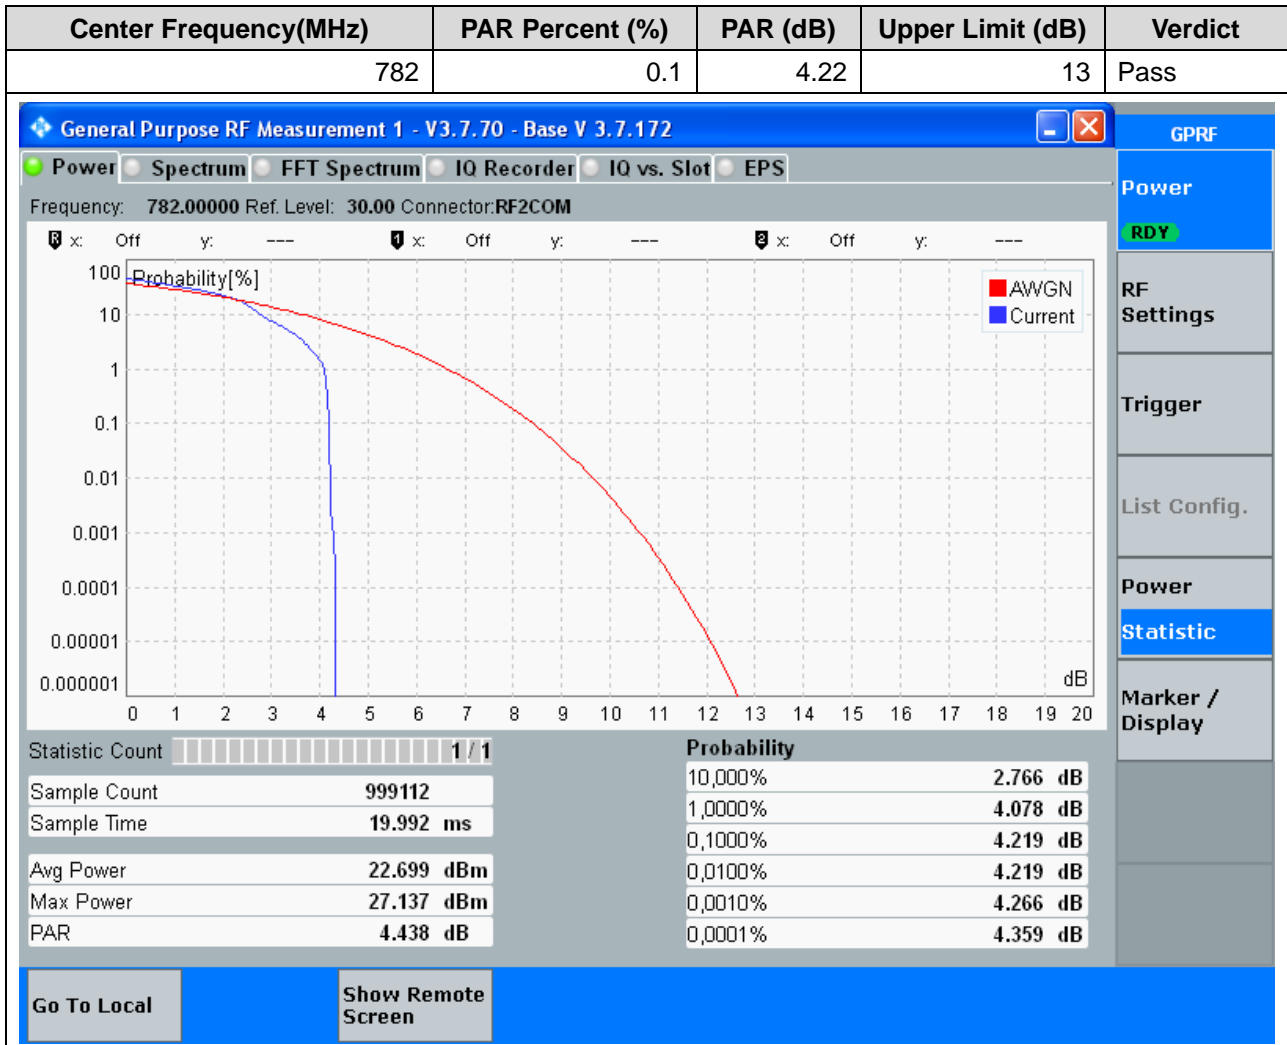 Center Frequency(MHz) PAR Percent (%) PAR (dB) Upper Limit (dB) Verdict
782 0.1 4.22 13 Pass
General Purpose RF Measurement 1 - V3.7.70 - Base V 3.7.172
GPRF
Power Spectrum FFT Spectrum IQ Recorder IQ vs. Slot EPS
Power
RDY
Frequency: 782.00000 Ref. Level: 30.00 Connector:RF2COM
R x: Off y: --- 1 x: Off y: --- 2 x: Off y: ---
Probability[%]
AWGN
Current
100
10
1
0.1
0.01
0.001
0.0001
0.00001
0.000001
dB
0 1 2 3 4 5 6 7 8 9 10 11 12 13 14 15 16 17 18 19 20
RF
Settings
Trigger
List Config.
Power
Statistic
Marker /
Display
Statistic Count 1 / 1
Sample Count 999112
Sample Time 19.992 ms
Avg Power 22.699 dBm
Max Power 27.137 dBm
PAR 4.438 dB
Probability
10,000% 2.766 dB
1,0000% 4.078 dB
0,1000% 4.219 dB
0,0100% 4.219 dB
0,0010% 4.266 dB
0,0001% 4.359 dB
Go To Local
Show Remote
Screen